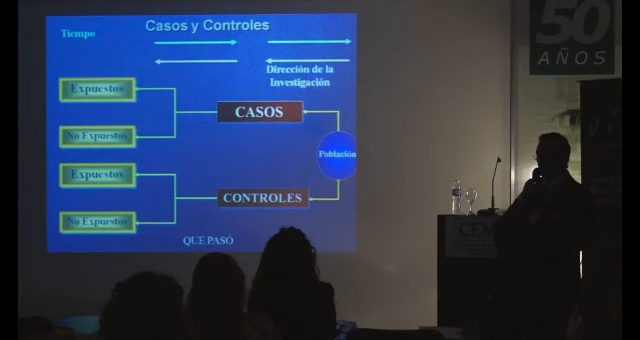 Casos y Controles
Tiempo
Dirección de la
Investigación
Expuestos
No Expuestos
CASOS
Población
Expuestos
No Expuestos
CONTROLES
QUE PASÓ
50
AÑOS